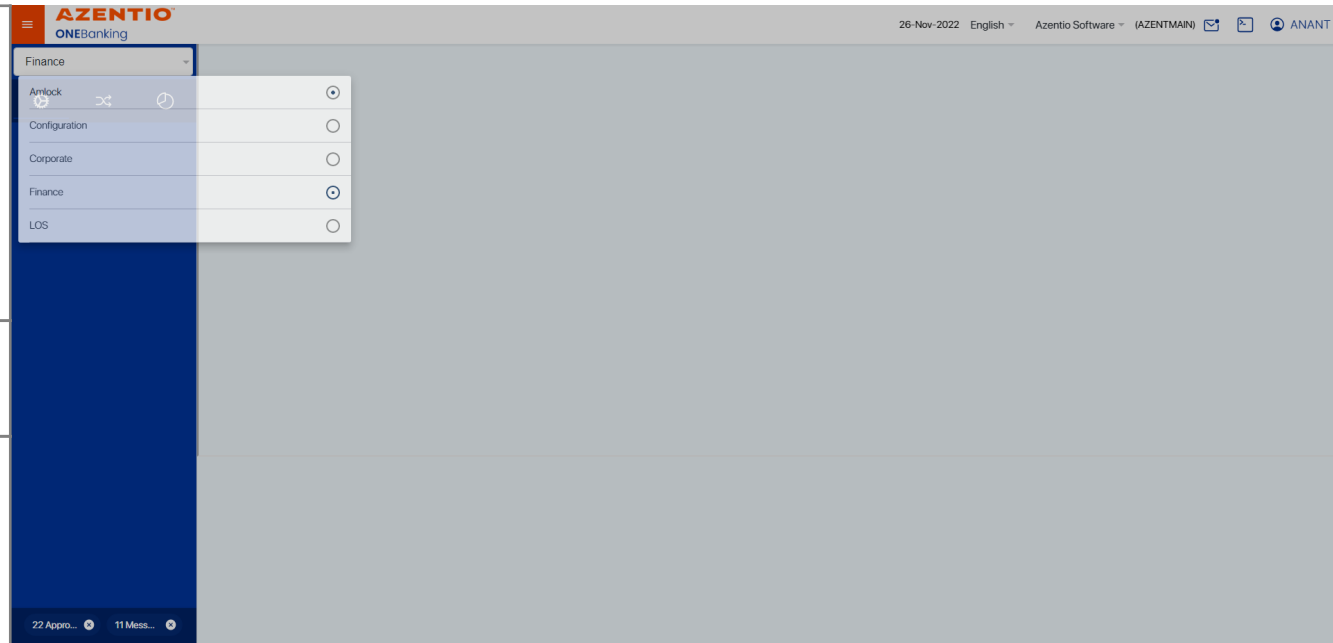 AZENTIO™
ONEBanking
26-Nov-2022 English Azentio Software (AZENTMAIN) ANANT
Finance
Amlock
Configuration
Corporate
Finance
LOS
22 Appro... 11 Mess...